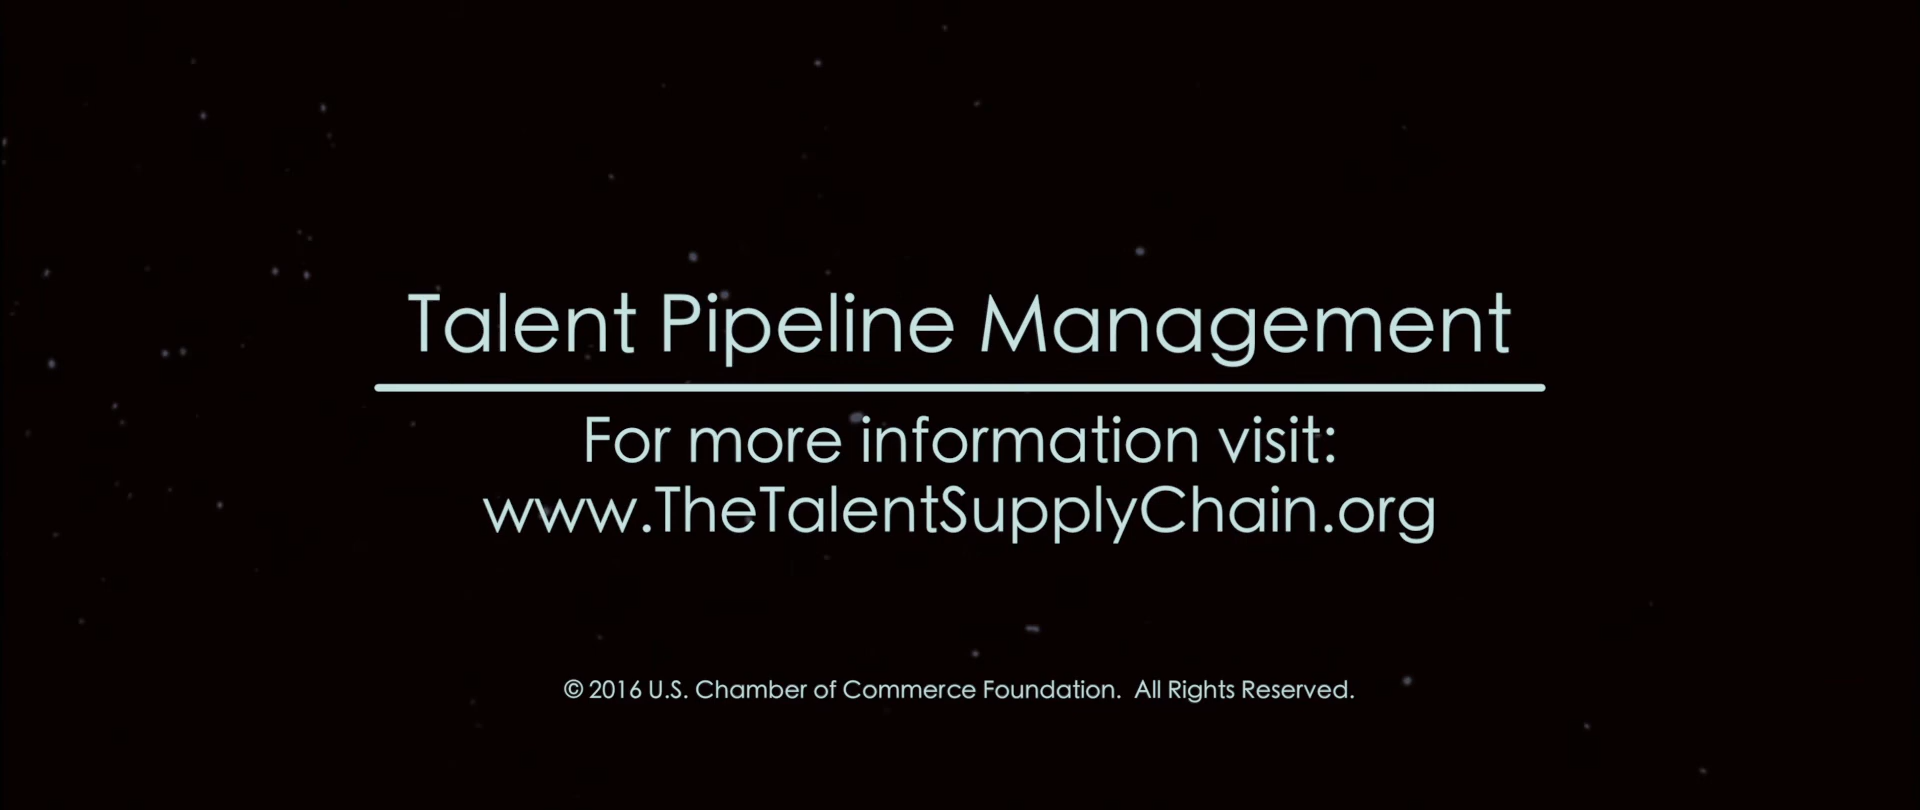 Talent Pipeline Management
For more information visit:
www.TheTalentSupplyChain.org
© 2016 U.S. Chamber of Commerce Foundation.  All Rights Reserved.